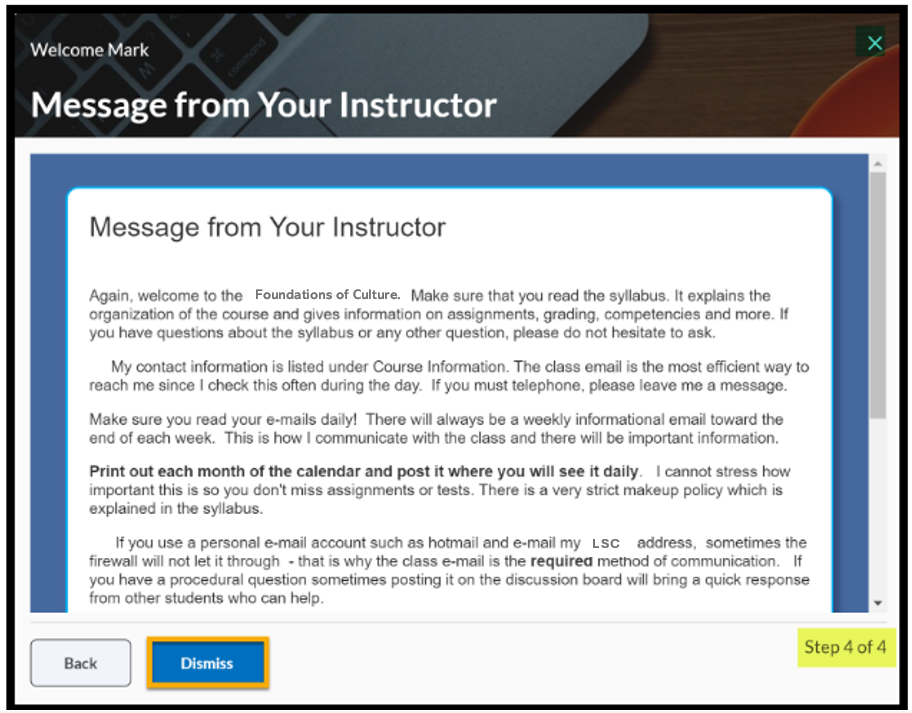 Welcome Mark
Message from Your Instructor
Message from Your Instructor
Again, welcome to the Foundations of Culture. Make sure that you read the syllabus. It explains the
organization of the course and gives information on assignments, grading, competencies and more. If
you have questions about the syllabus or any other question, please do not hesitate to ask.
My contact information is listed under Course Information. The class email is the most efficient way to
reach me since I check this often during the day. If you must telephone, please leave me a message.
Make sure you read your e-mails daily! There will always be a weekly informational email toward the
end of each week. This is how I communicate with the class and there will be important information.
Print out each month of the calendar and post it where you will see it daily. I cannot stress how
important this is so you don't miss assignments or tests. There is a very strict makeup policy which is
explained in the syllabus.
If you use a personal e-mail account such as hotmail and e-mail my LSC address, sometimes the
firewall will not let it through - that is why the class e-mail is the required method of communication. If
you have a procedural question sometimes posting it on the discussion board will bring a quick response
from other students who can help.
Back
Dismiss
Step 4 of 4
M
command